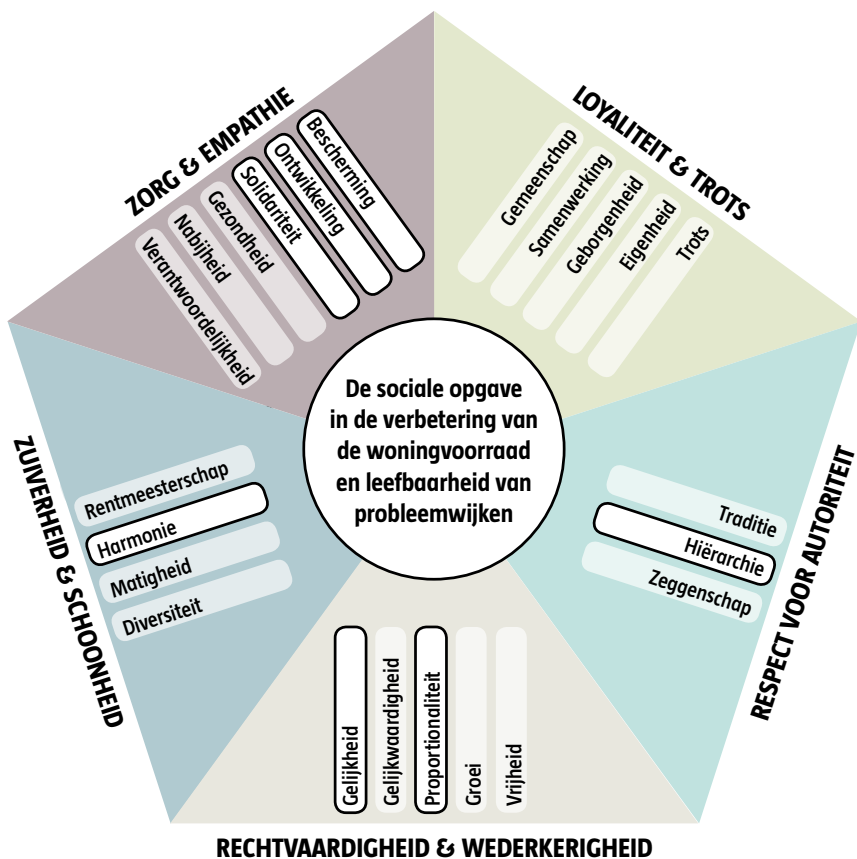 ZORG & EMPATHIE
Verantwoordelijkheid
Nabijheid
Gezondheid
Solidariteit
Ontwikkeling
Bescherming
LOYALITEIT & TROTS
Gemeenschap
Samenwerking
Geborgenheid
Eigenheid
Trots
De sociale opgave
in de verbetering van
de woningvoorraad
en leefbaarheid van
probleemwijken
ZUIVERHEID & SCHOONHEID
Rentmeesterschap
Harmonie
Matigheid
Diversiteit
RESPECT VOOR AUTORITEIT
Traditie
Hiërarchie
Zeggenschap
Gelijkheid
Gelijkwaardigheid
Proportionaliteit
Groei
Vrijheid
RECHTVAARDIGHEID & WEDERKERIGHEID